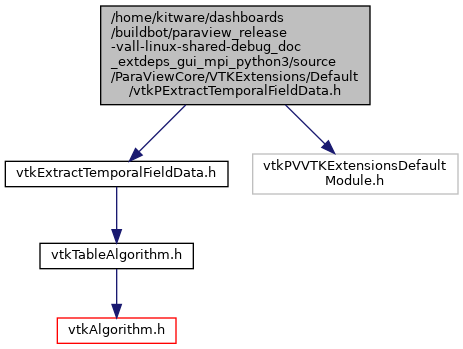 /home/kitware/dashboards
/buildbot/paraview_release
-vall-linux-shared-debug_doc
_extdeps_gui_mpi_python3/source
/ParaViewCore/VTKExtensions/Default
/vtkPExtractTemporalFieldData.h
vtkExtractTemporalFieldData.h
vtkPVVTKExtensionsDefault
Module.h
vtkTableAlgorithm.h
vtkAlgorithm.h